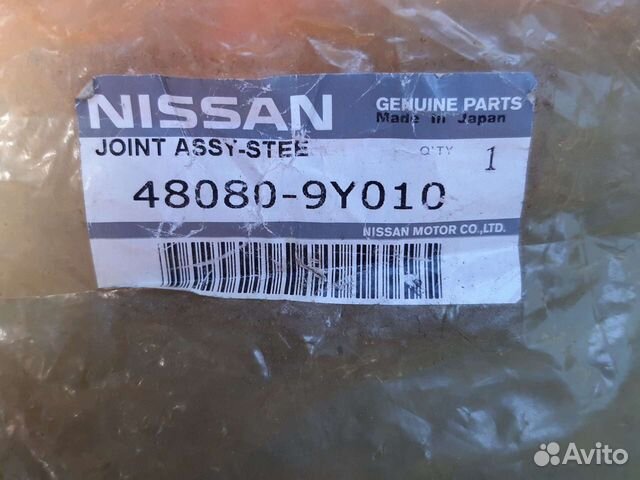 NISSAN
GENUINE PARTS
Made in Japan
JOINT ASSY-STEE
Q'TY 1
48080-9Y010
NISSAN MOTOR CO.,LTD.
Avito